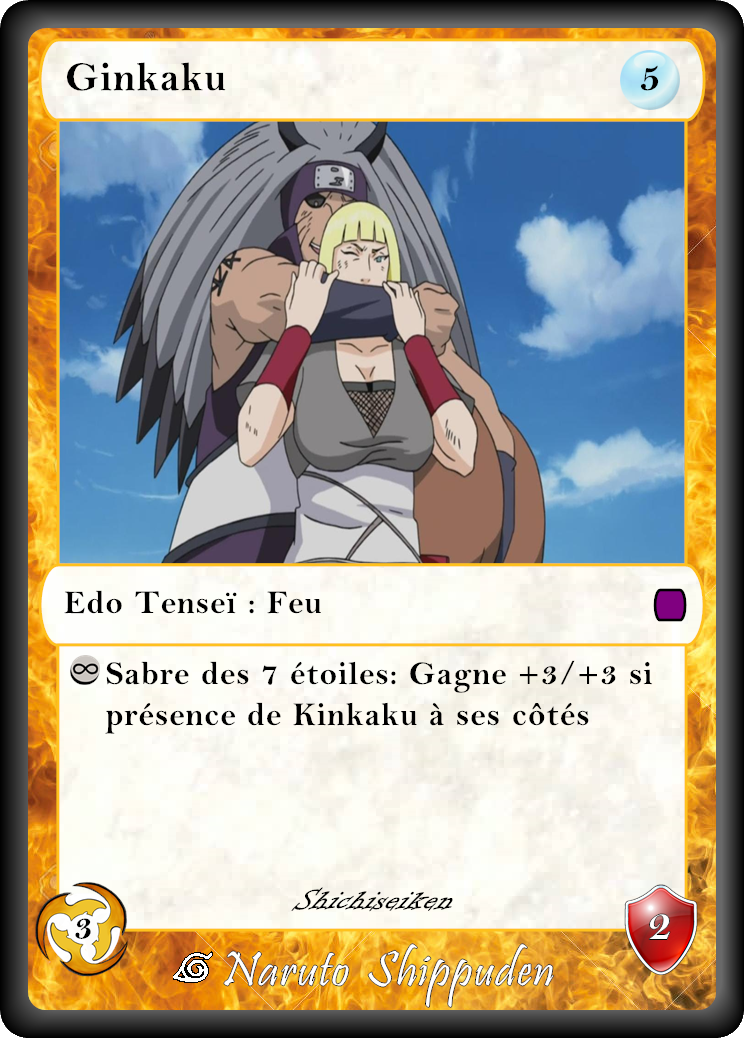 Ginkaku
5
Edo Tenseï : Feu
Sabre des 7 étoiles: Gagne +3/+3 si
présence de Kinkaku à ses côtés
Shichiseiken
3
2
Naruto Shippuden